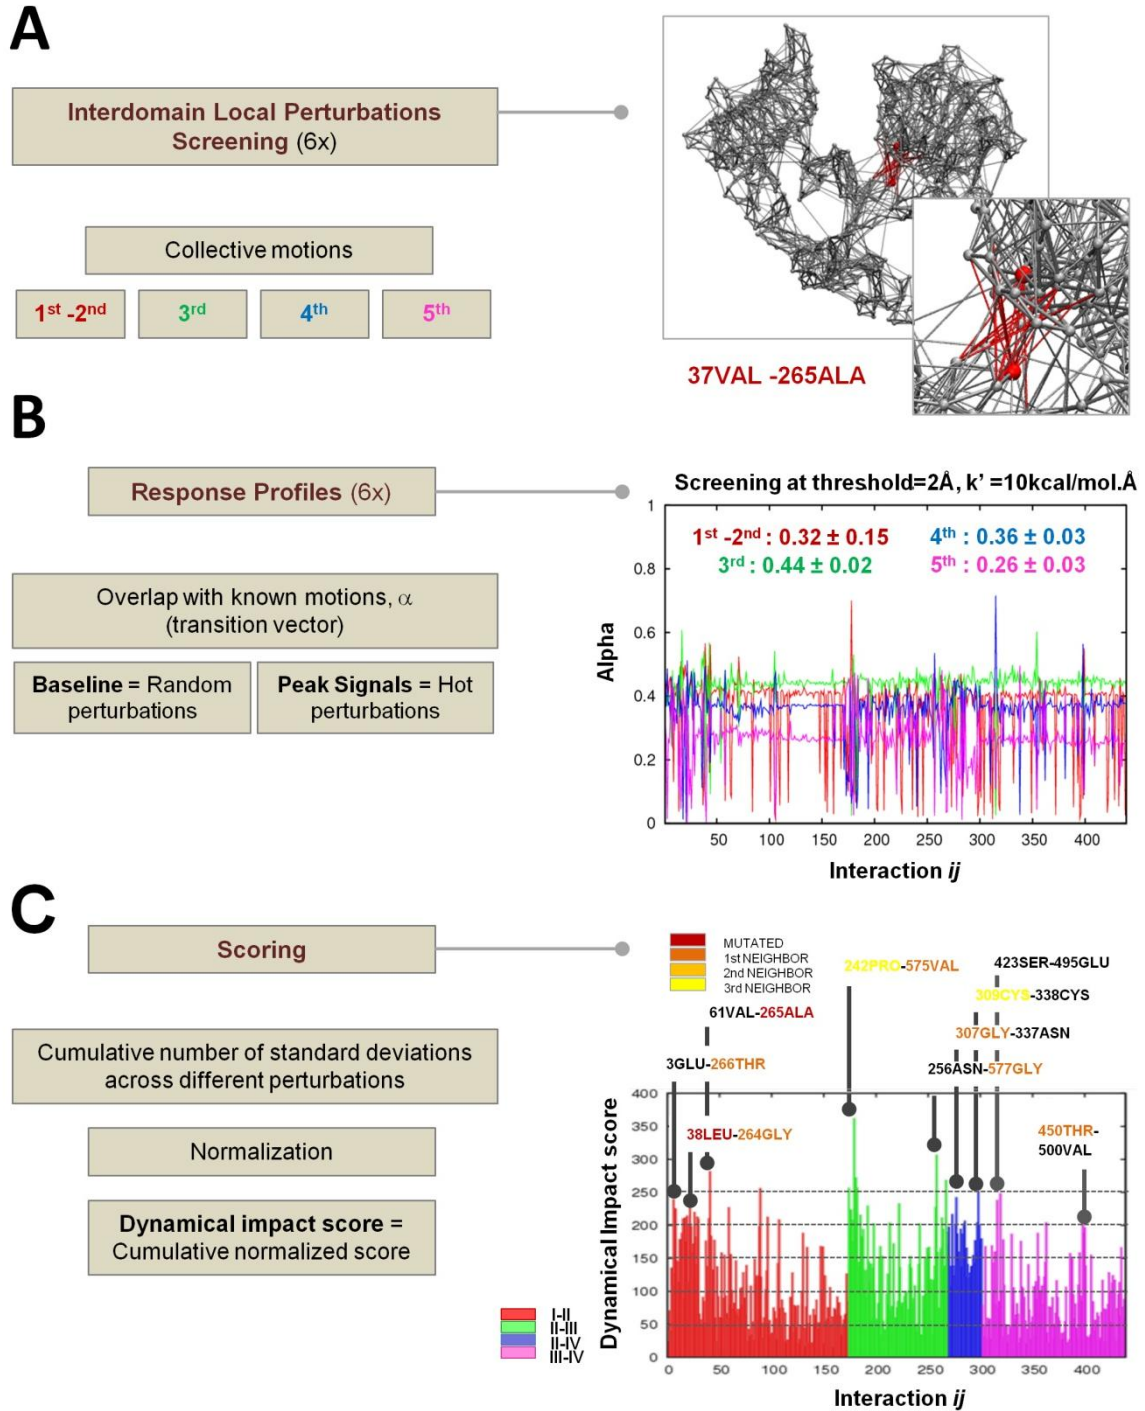 A
Interdomain Local Perturbations
Screening (6x)
Collective motions
1st -2nd
3rd
4th
5th
37VAL -265ALA
B
Response Profiles (6x)
Overlap with known motions, α
(transition vector)
Baseline = Random
perturbations
Peak Signals = Hot
perturbations
Screening at threshold=2Å, k' =10kcal/mol.Å
1st -2nd : 0.32 ± 0.15
4th : 0.36 ± 0.03
3rd : 0.44 ± 0.02
5th : 0.26 ± 0.03
Alpha
1
0.8
0.6
0.4
0.2
0
50 100 150 200 250 300 350 400
Interaction ij
C
Scoring
Cumulative number of standard deviations
across different perturbations
Normalization
Dynamical impact score =
Cumulative normalized score
I-II
II-III
II-IV
III-IV
MUTATED
1st NEIGHBOR
2nd NEIGHBOR
3rd NEIGHBOR
242PRO-575VAL
423SER-495GLU
309CYS-338CYS
61VAL-265ALA
307GLY-337ASN
3GLU-266THR
256ASN-577GLY
38LEU-264GLY
450THR-
500VAL
Dynamical Impact score
400
350
300
250
200
150
100
50
0
0 50 100 150 200 250 300 350 400
Interaction ij